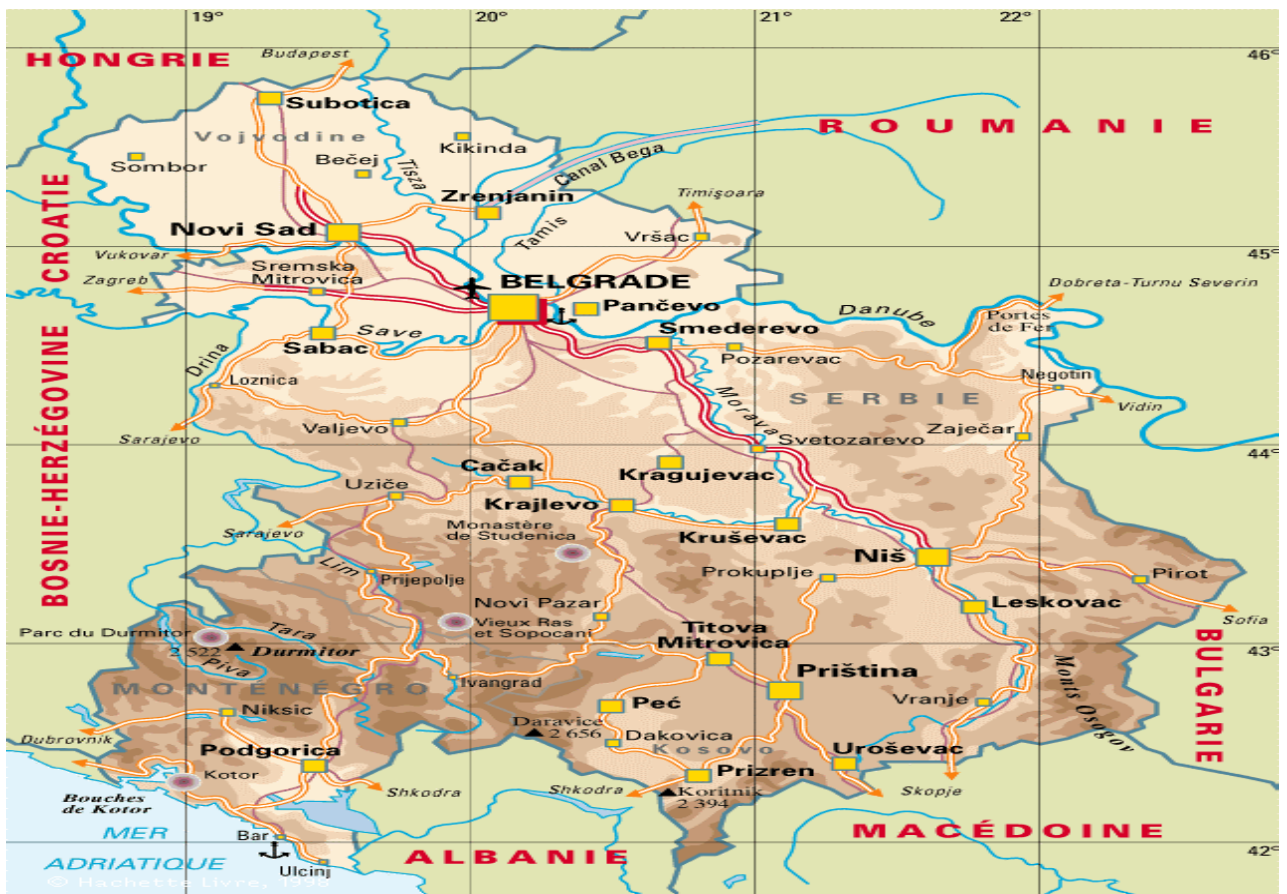 19°
20°
21°
22°
HONGRIE
Budapest
46°
Subotica
ROUMANIE
Vojvodine
Kikinda
Sombor
Bečej
Tisza
Canal Bega
Zrenjanin
Timişoara
CROATIE
Novi Sad
Tamis
Vršac
45°
Vukovar
Sremska
Mitrovica
Zagreb
BELGRADE
Dobreta-Turnu Severin
Pančevo
Danube
Portes
de Fer
Save
Smederevo
Sabac
Pozarevac
Drina
Loznica
Negotin
Morava
SERBIE
Vidin
Valjevo
Zaječar
Sarajevo
Svetozarevo
44°
BOSNIE-HERZÉGOVINE
Cačak
Kragujevac
Uziče
Krajlevo
Sarajevo
Monastère
de Studenica
Kruševac
Niš
Lim
Prijepolje
Prokuplje
Pirot
Novi Pazar
Leskovac
Vieux Ras
et Sopocani
Sofia
Parc du Durmitor
Tara
Titova
Mitrovica
43°
2 522
Durmitor
Piva
BULGARIE
MONTÉNÉGRO
Ivangrad
Priština
Monts Osogov
Niksic
Peć
Vranje
Daravice
2 656
Dubrovnik
Dakovica
Kosovo
Podgorica
Uroševac
Kotor
Prizren
Shkodra
Shkodra
Koritnik
2 394
Skopje
Bouches
de Kotor
MER
ADRIATIQUE
Bar
MACÉDOINE
Ulcinj
ALBANIE
42°
© Hachette Livre, 1998